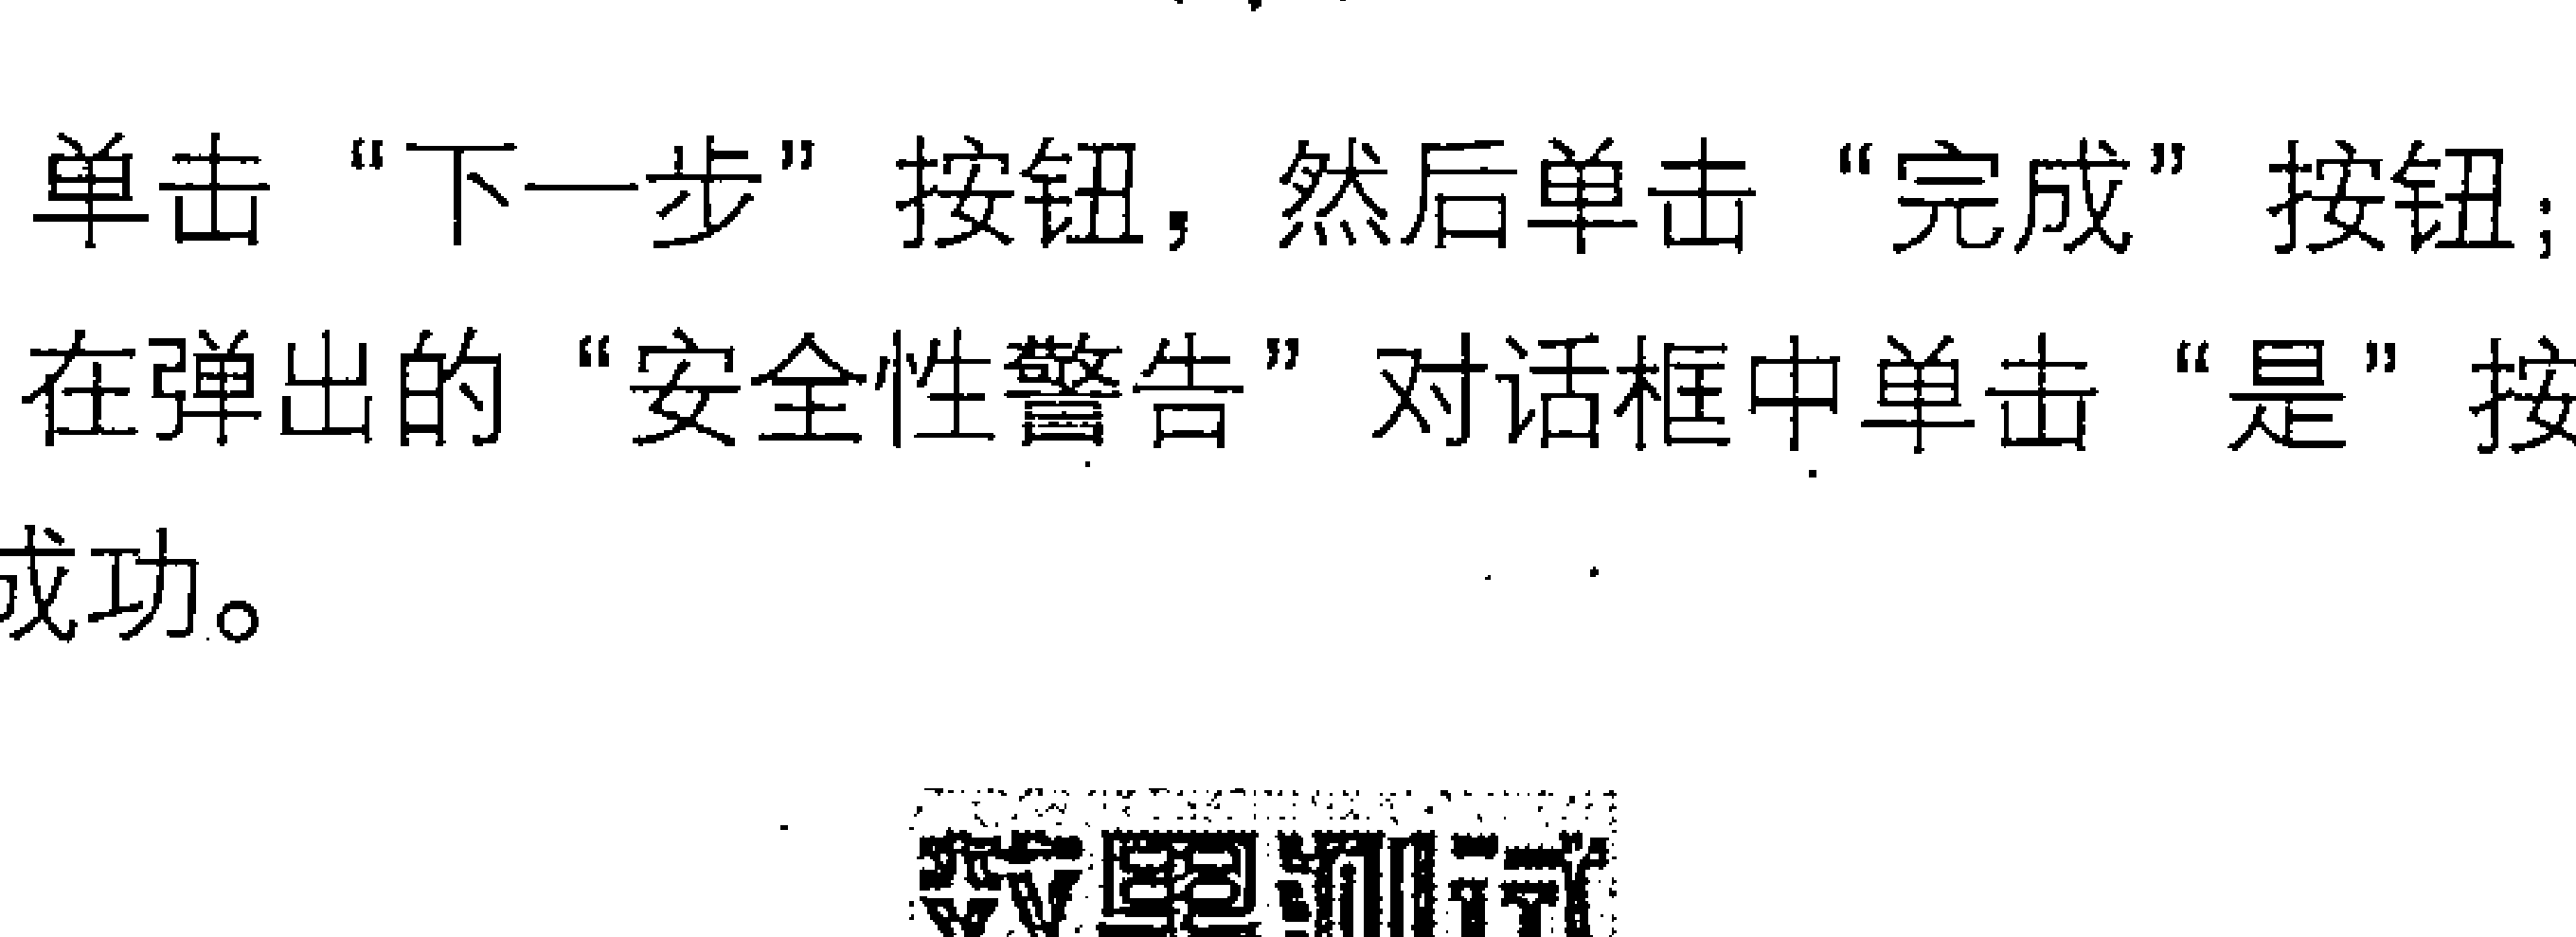 单击“下一步”按钮，然后单击“完成”按钮；
在弹出的“安全性警告”对话框中单击“是”按
成功。